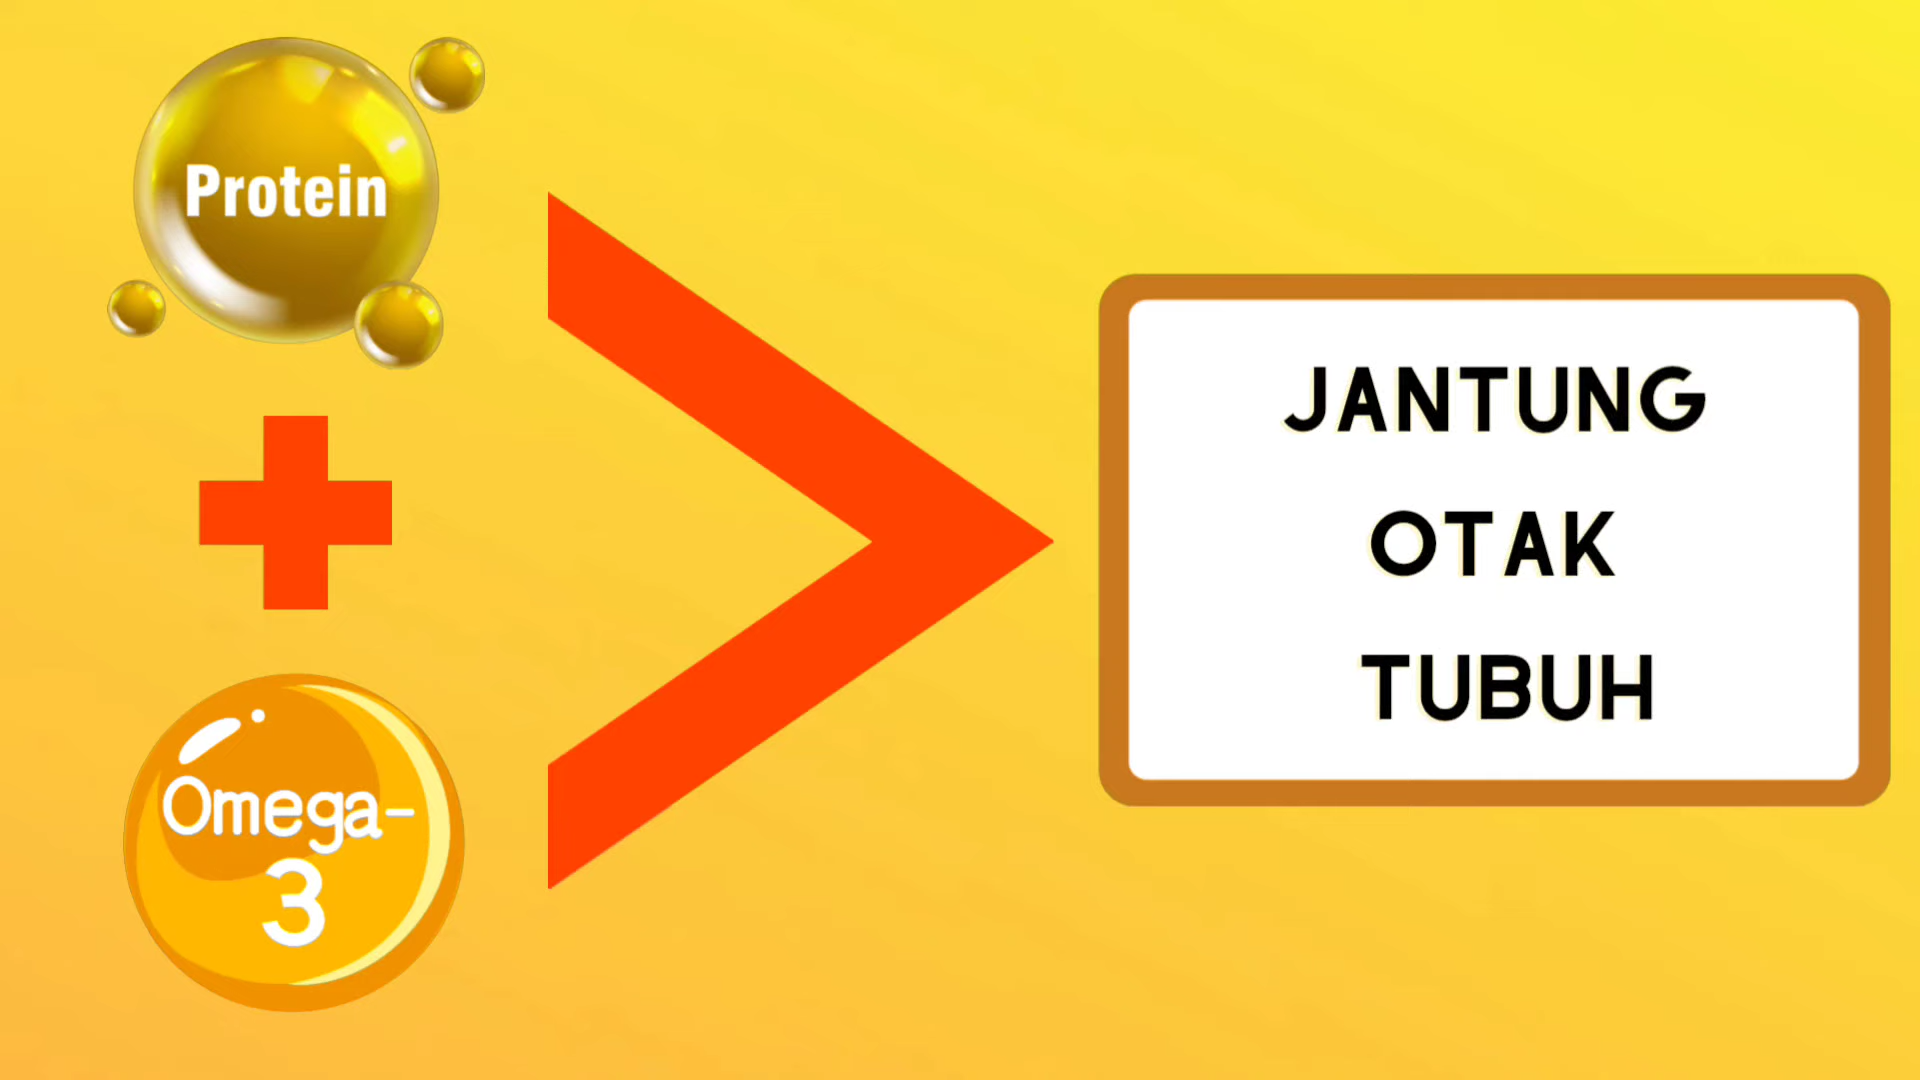 Protein
Omega-
3
JANTUNG
OTAK
TUBUH